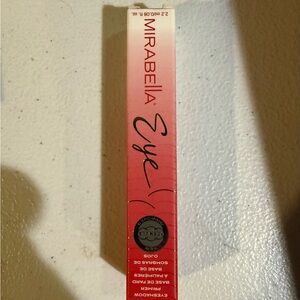 2.2 ml/0.08 fl. oz.
MIRABEllA
Eye
EYESHADOW
PRIMER
BASE DE FARD
À PAUPIÈRES
BASE DE
SOMBRAS DE
OJOS